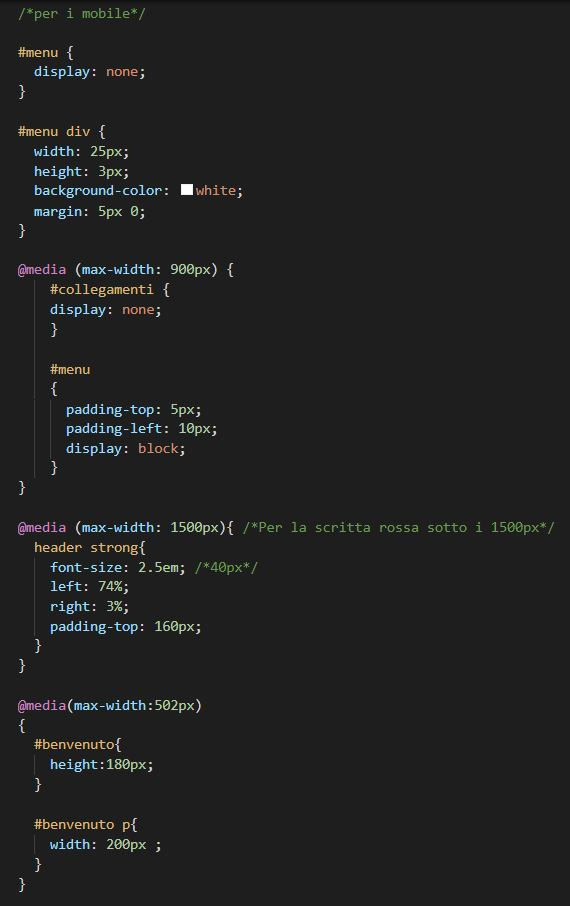 /*per i mobile*/
#menu {
display: none;
}
#menu div {
width: 25px;
height: 3px;
background-color: white;
margin: 5px 0;
}
@media (max-width: 900px) {
#collegamenti {
display: none;
}
#menu
{
padding-top: 5px;
padding-left: 10px;
display: block;
}
}
@media (max-width: 1500px){ /*Per la scritta rossa sotto i 1500px*/
header strong{
font-size: 2.5em; /*40px*/
left: 74%;
right: 3%;
padding-top: 160px;
}
}
@media(max-width:502px)
{
#benvenuto{
height:180px;
}
#benvenuto p{
width: 200px ;
}
}